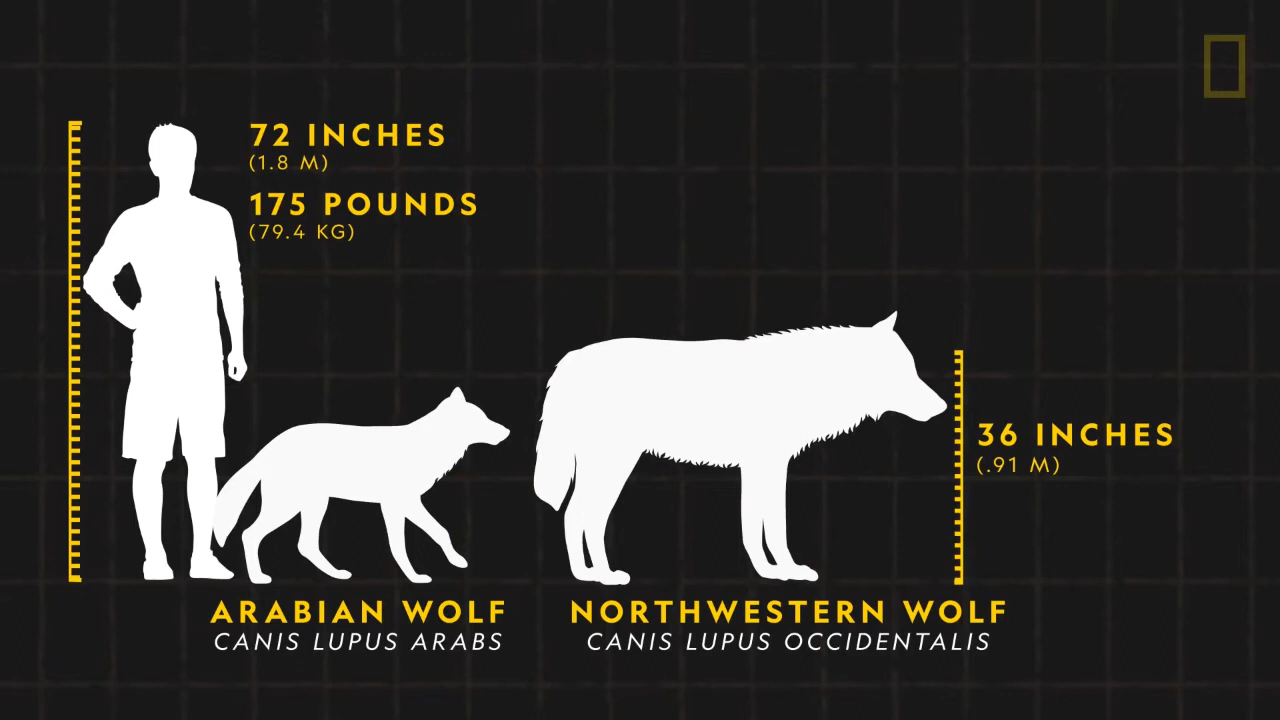 72 INCHES
(1.8 M)
175 POUNDS
(79.4 KG)
36 INCHES
(.91 M)
ARABIAN WOLF
CANIS LUPUS ARABS
NORTHWESTERN WOLF
CANIS LUPUS OCCIDENTALIS